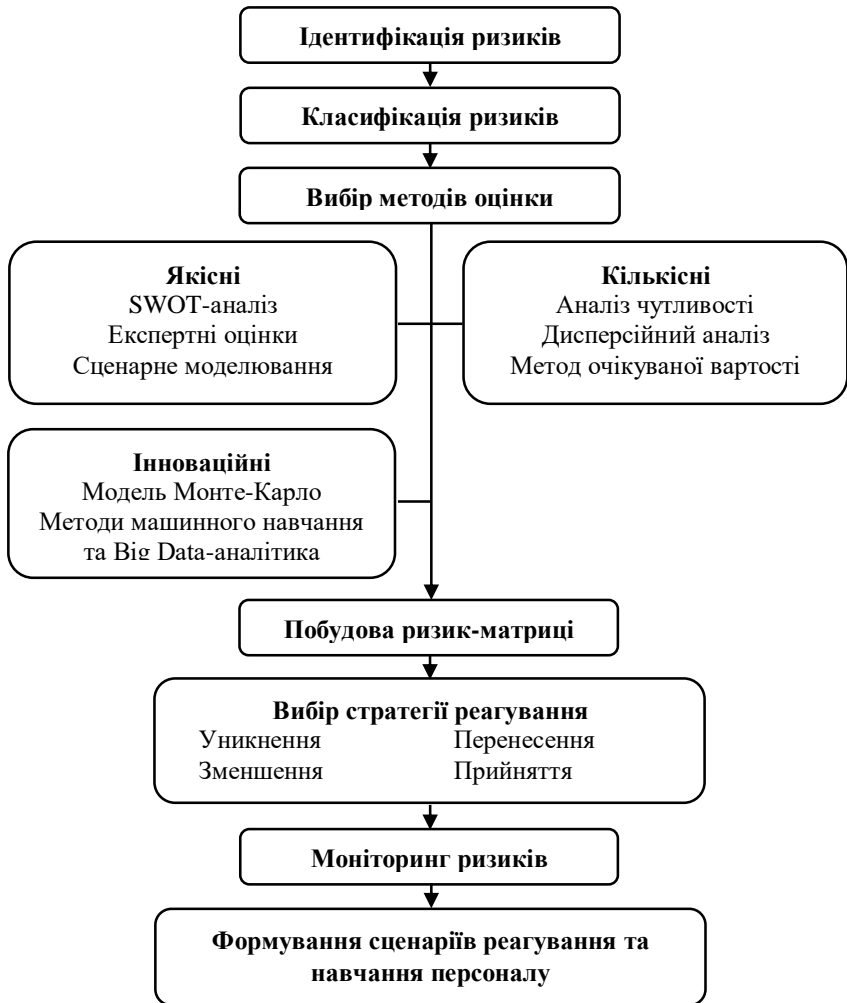 Ідентифікація ризиків
Класифікація ризиків
Вибір методів оцінки
Якісні
SWOT-аналіз
Експертні оцінки
Сценарне моделювання
Кількісні
Аналіз чутливості
Дисперсійний аналіз
Метод очікуваної вартості
Інноваційні
Модель Монте-Карло
Методи машинного навчання
та Big Data-аналітика
Побудова ризик-матриці
Вибір стратегії реагування
Уникнення Перенесення
Зменшення Прийняття
Моніторинг ризиків
Формування сценаріїв реагування та
навчання персоналу